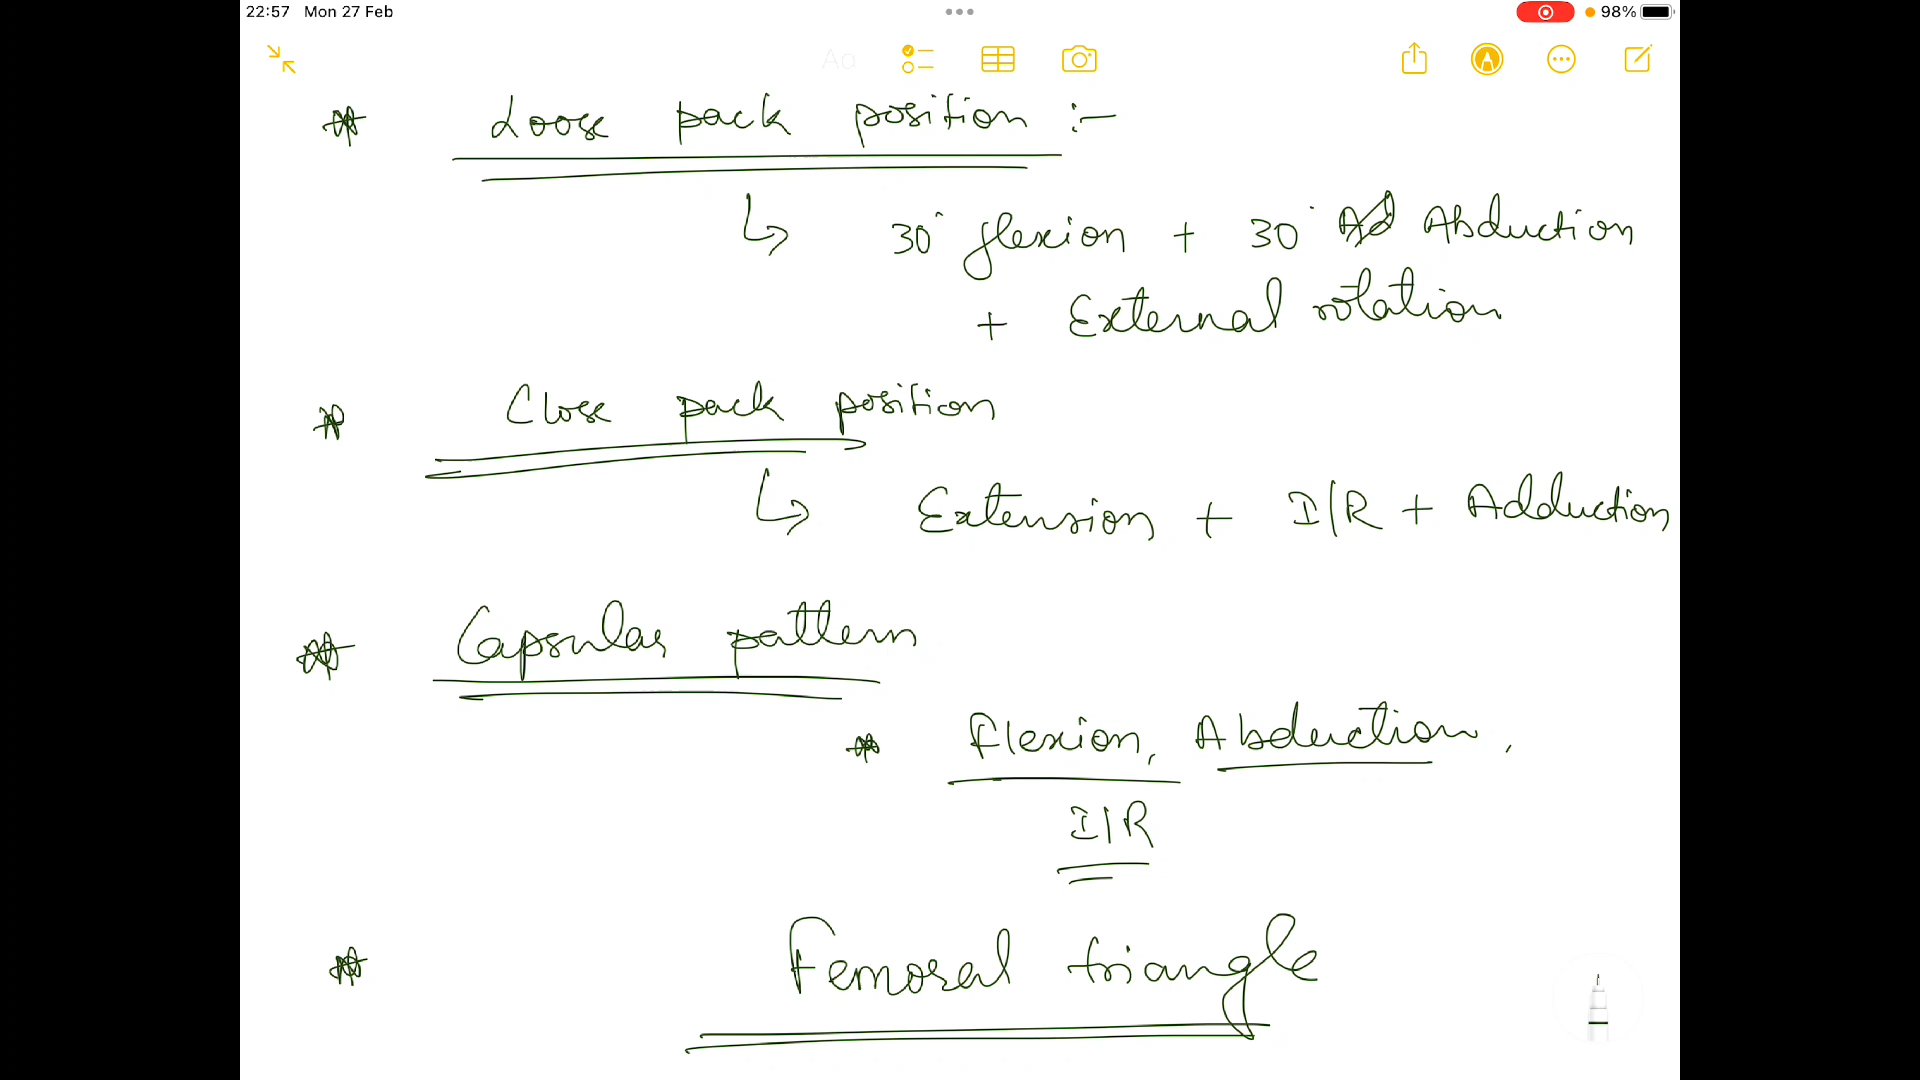 22:57 Mon 27 Feb
98%
Aa
Loose pack position :-
↳ 30° flexion + 30° Abduction
+ External rotation
Close pack position
↳ Extension + I/R + Adduction
Capsular pattern
Flexion, Abduction,
I/R
Femoral triangle